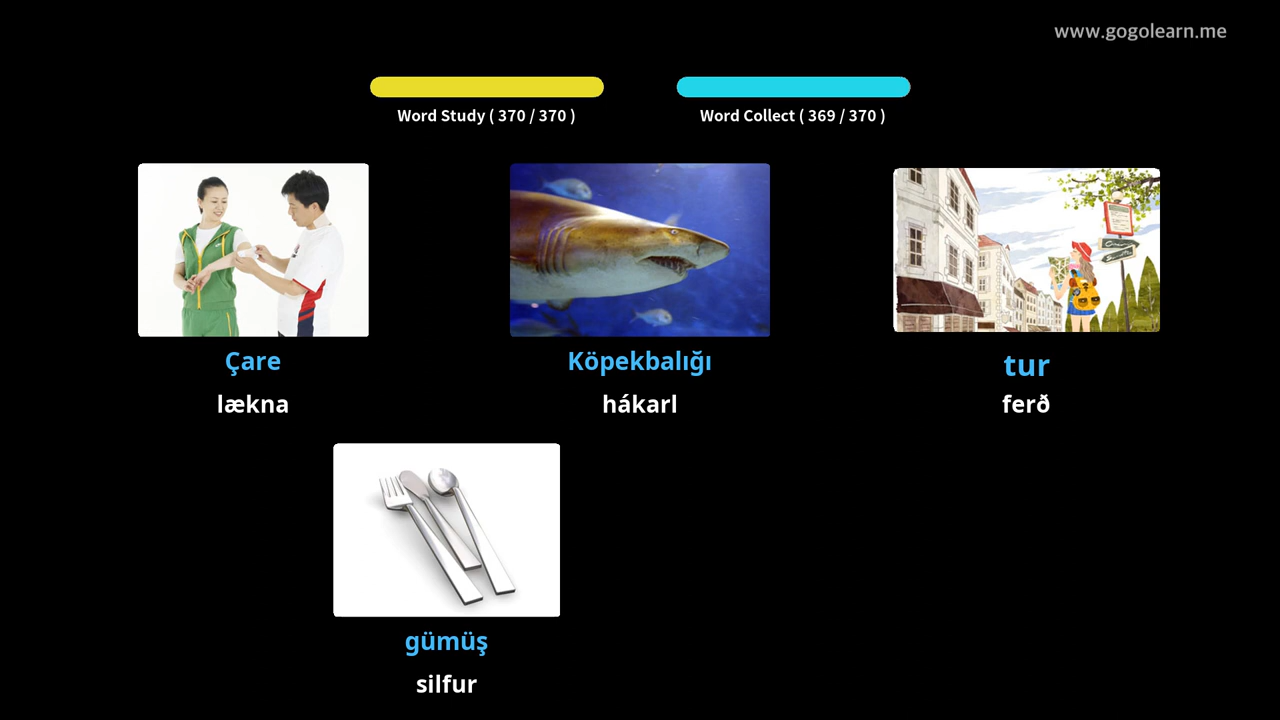 www.gogolearn.me
Word Study ( 370 / 370 )
Word Collect ( 369 / 370 )
Çare
Köpekbalığı
tur
lækna
hákarl
ferð
gümüş
silfur